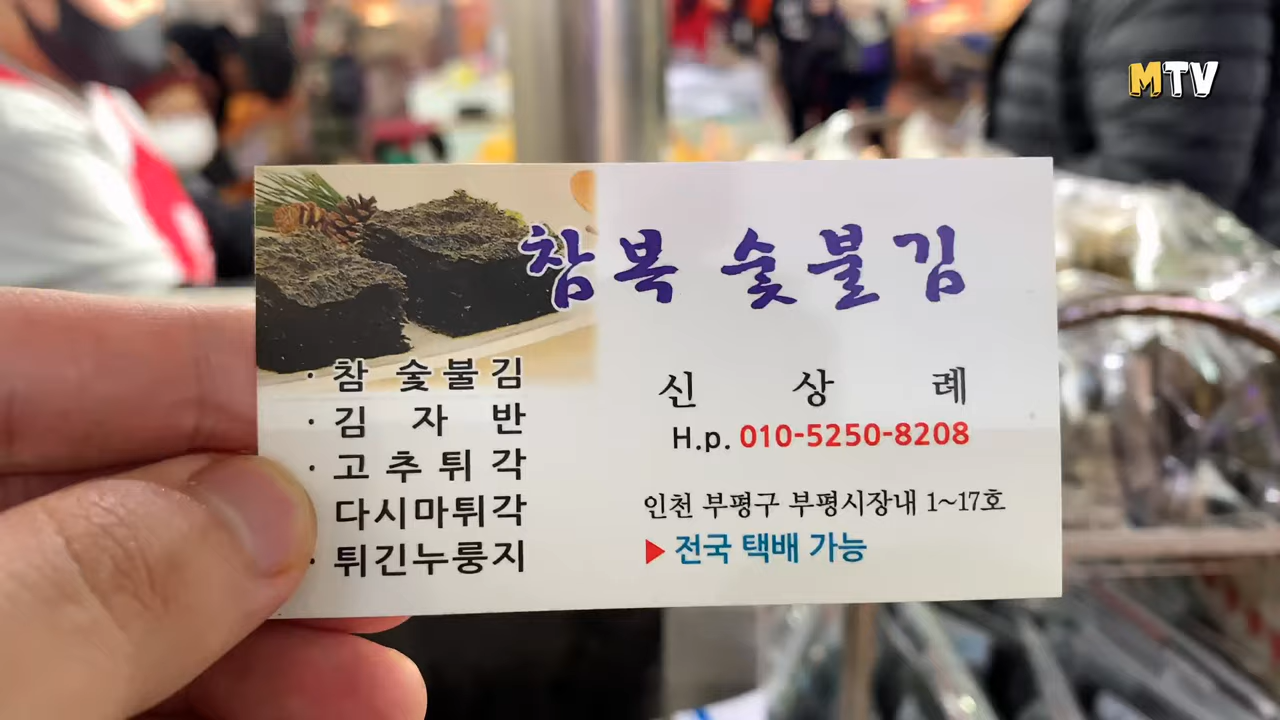 MTV
참복 숯불김
· 참 숯불김
· 김 자 반
· 고 추 튀 각
다시마튀각
· 튀긴누룽지
신 상 례
H.p. 010-5250-8208
인천 부평구 부평시장내 1~17호
▶ 전국 택배 가능